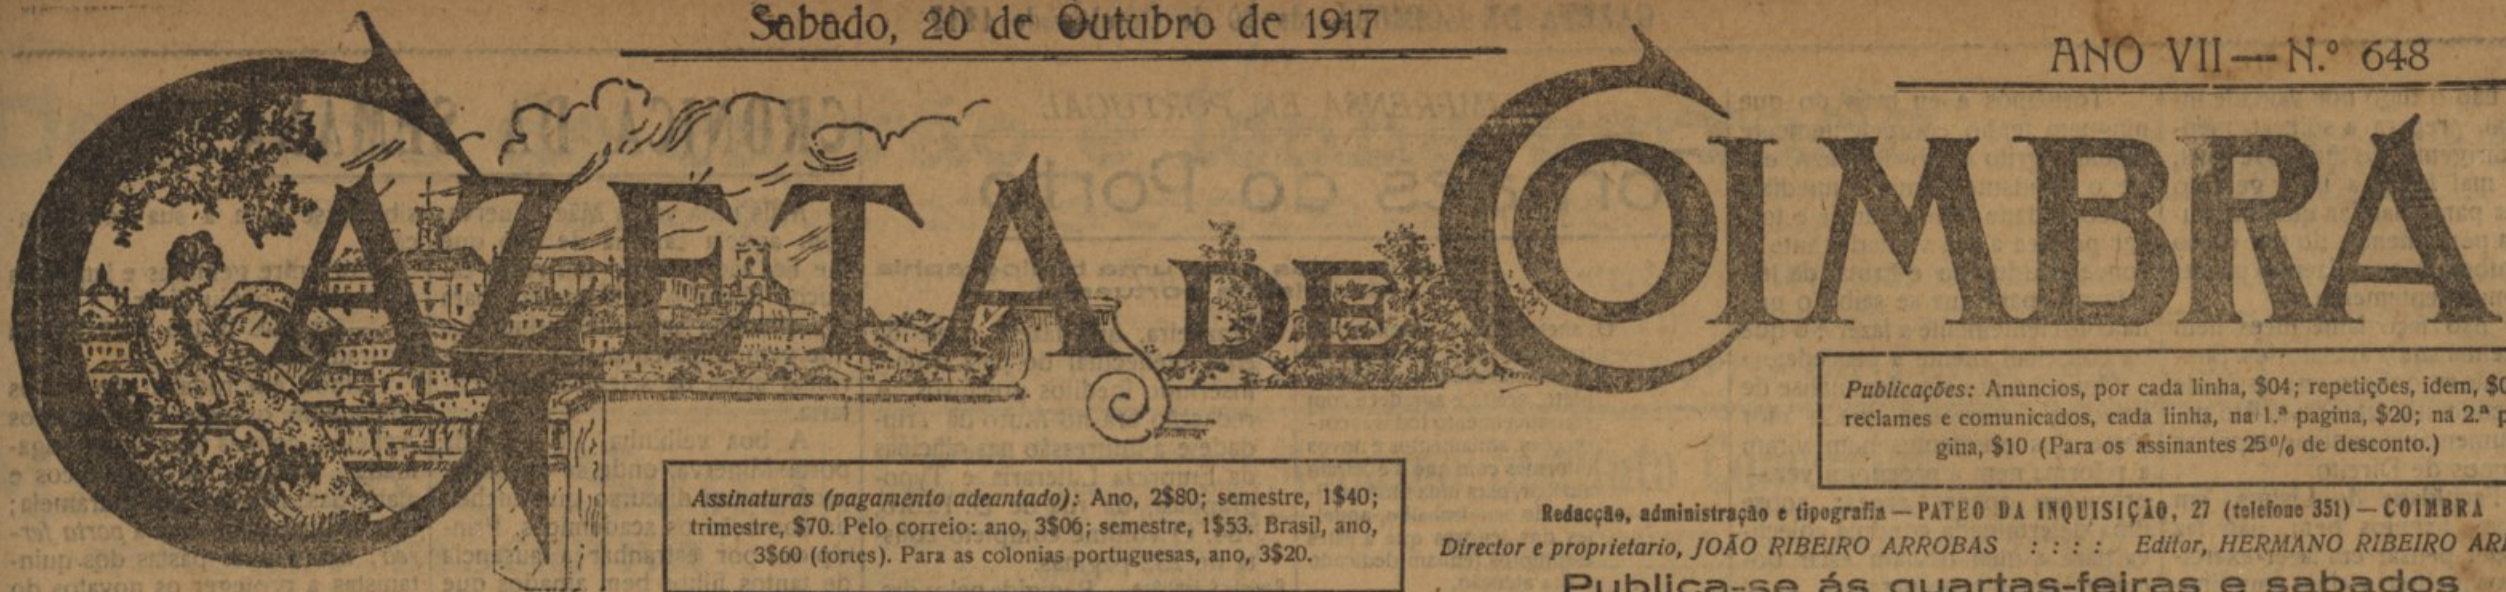 Sabado, 20 de Outubro de 1917
ANO VII — N.º 648
GAZETA DE COIMBRA
Assinaturas (pagamento adeantado): Ano, 2$80; semestre, 1$40;
trimestre, $70. Pelo correio: ano, 3$06; semestre, 1$53. Brasil, ano,
3$60 (fortes). Para as colonias portuguesas, ano, 3$20.
Publicações: Anuncios, por cada linha, $04; repetições, idem,
reclames e comunicados, cada linha, na 1.ª pagina, $20; na 2.ª p
gina, $10 (Para os assinantes 25 % de desconto.)
Redacção, administração e tipografia — PATEO DA INQUISIÇÃO, 27 (telefone 351) — COIMBRA
Director e proprietario, JOÃO RIBEIRO ARROBAS : : : : Editor, HERMANO RIBEIRO
Publica-se ás quartas-feiras e sabados